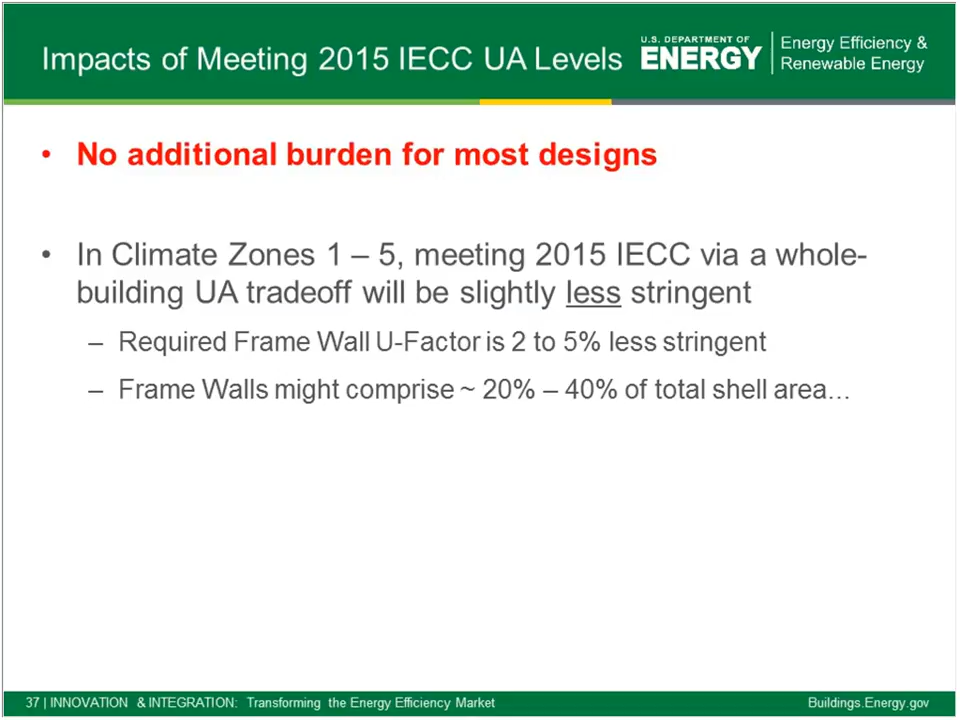 Impacts of Meeting 2015 IECC UA Levels
U.S. DEPARTMENT OF
ENERGY
Energy Efficiency &
Renewable Energy
• No additional burden for most designs
• In Climate Zones 1 – 5, meeting 2015 IECC via a whole-
building UA tradeoff will be slightly less stringent
– Required Frame Wall U-Factor is 2 to 5% less stringent
– Frame Walls might comprise ~ 20% – 40% of total shell area...
37 | INNOVATION & INTEGRATION: Transforming the Energy Efficiency Market
Buildings.Energy.gov